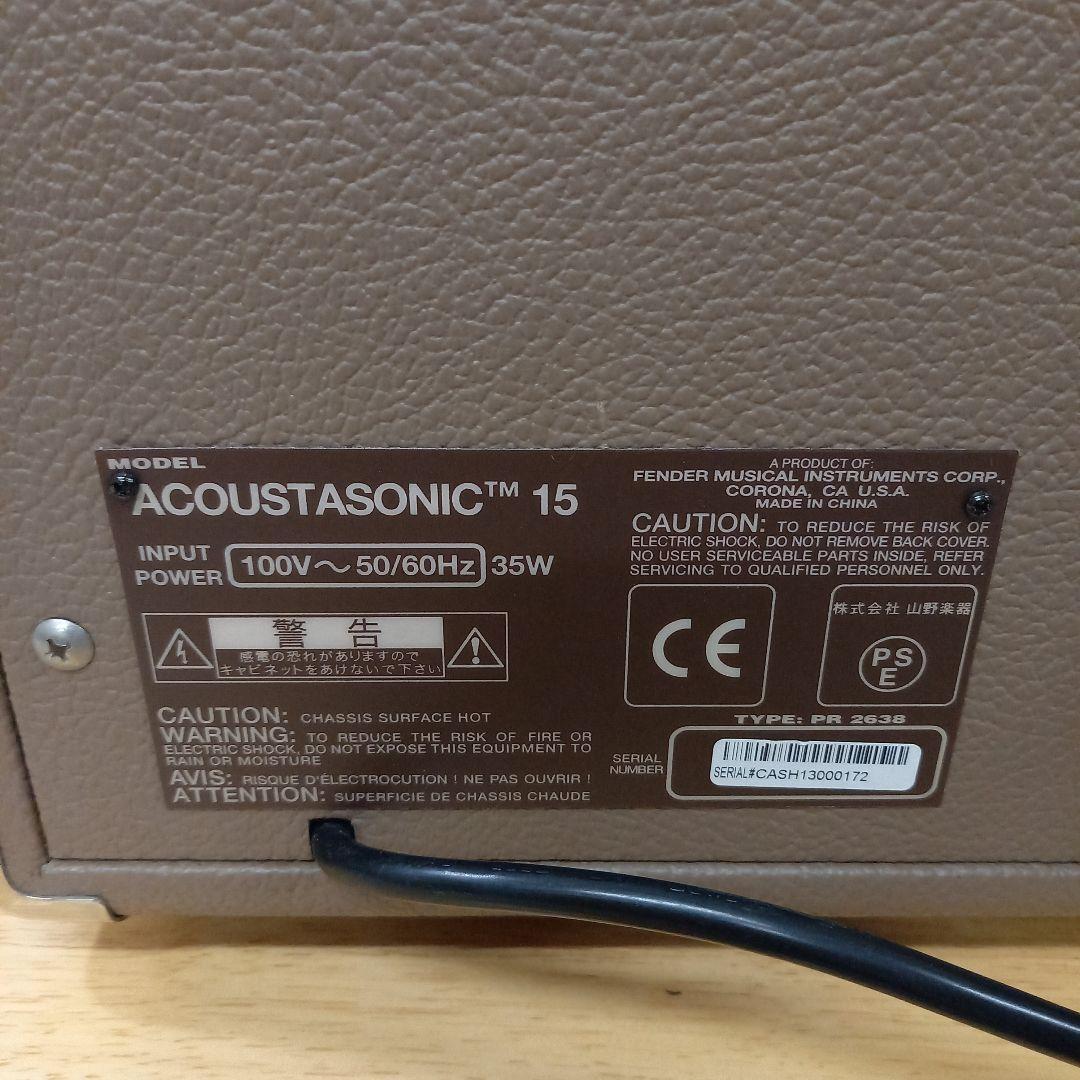 MODEL
ACOUSTASONIC™ 15
INPUT POWER 100V～50/60Hz 35W
警告
感電の恐れがありますので
キャビネットをあけないで下さい
CAUTION: CHASSIS SURFACE HOT
WARNING: TO REDUCE THE RISK OF FIRE OR
ELECTRIC SHOCK, DO NOT EXPOSE THIS EQUIPMENT TO
RAIN OR MOISTURE
AVIS: RISQUE D'ÉLECTROCUTION ! NE PAS OUVRIR !
ATTENTION: SUPERFICIE DE CHASSIS CHAUDE
A PRODUCT OF:
FENDER MUSICAL INSTRUMENTS CORP.,
CORONA, CA U.S.A.
MADE IN CHINA
CAUTION: TO REDUCE THE RISK OF
ELECTRIC SHOCK, DO NOT REMOVE BACK COVER.
NO USER SERVICEABLE PARTS INSIDE, REFER
SERVICING TO QUALIFIED PERSONNEL ONLY.
CE
株式会社 山野楽器
PS
E
TYPE: PR 2638
SERIAL
NUMBER
SERIAL#CASH13000172